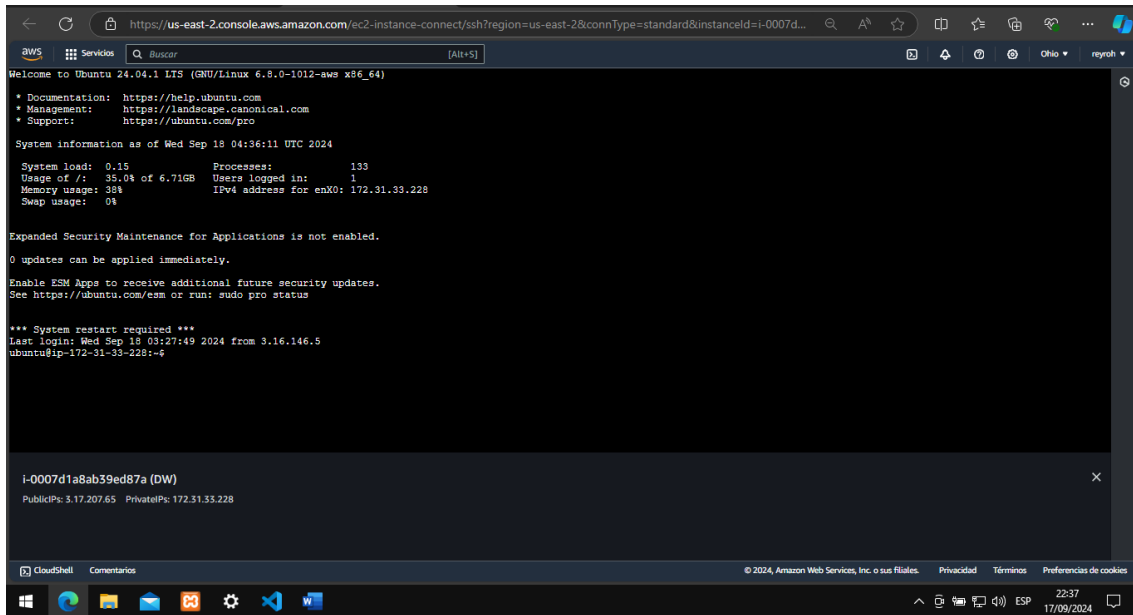 https://us-east-2.console.aws.amazon.com/ec2-instance-connect/ssh?region=us-east-2&connType=standard&instanceId=i-0007d...
aws Servicios Buscar [Alt+S] Ohio reyroh
Welcome to Ubuntu 24.04.1 LTS (GNU/Linux 6.8.0-1012-aws x86_64)
* Documentation: https://help.ubuntu.com
* Management: https://landscape.canonical.com
* Support: https://ubuntu.com/pro
System information as of Wed Sep 18 04:36:11 UTC 2024
System load: 0.15 Processes: 133
Usage of /: 35.0% of 6.71GB Users logged in: 1
Memory usage: 38% IPv4 address for enX0: 172.31.33.228
Swap usage: 0%
Expanded Security Maintenance for Applications is not enabled.
0 updates can be applied immediately.
Enable ESM Apps to receive additional future security updates.
See https://ubuntu.com/esm or run: sudo pro status
*** System restart required ***
Last login: Wed Sep 18 03:27:49 2024 from 3.16.146.5
ubuntu@ip-172-31-33-228:~$
i-0007d1a8ab39ed87a (DW)
PublicIPs: 3.17.207.65 PrivateIPs: 172.31.33.228
CloudShell Comentarios © 2024, Amazon Web Services, Inc. o sus filiales. Privacidad Términos Preferencias de cookies
ESP 22:37
17/09/2024